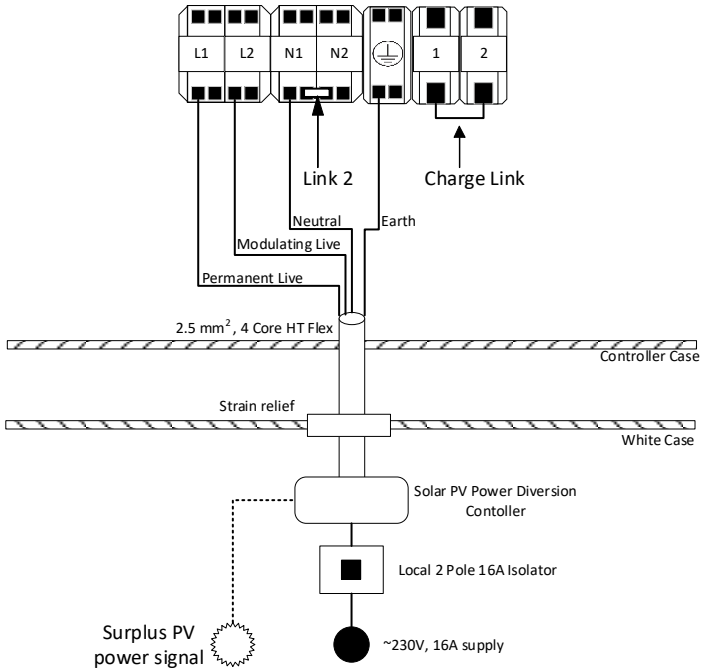 L1 L2 N1 N2 1 2
Link 2
Charge Link
Neutral
Earth
Modulating Live
Permanent Live
2.5 mm², 4 Core HT Flex
Controller Case
Strain relief
White Case
Solar PV Power Diversion
Contoller
Local 2 Pole 16A Isolator
Surplus PV
power signal
~230V, 16A supply